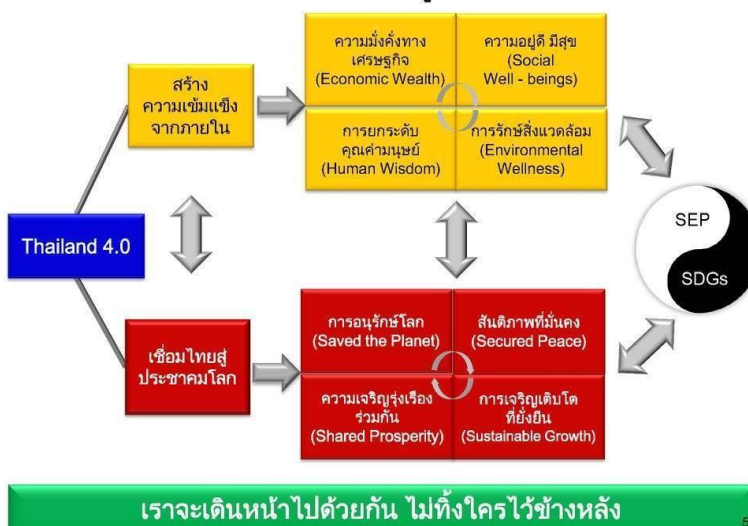 ความมั่งคั่งทาง
เศรษฐกิจ
(Economic Wealth)
ความอยู่ดี มีสุข
(Social
Well - beings)
สร้าง
ความเข้มแข็ง
จากภายใน
การยกระดับ
คุณค่ามนุษย์
(Human Wisdom)
การรักษ์สิ่งแวดล้อม
(Environmental
Wellness)
Thailand 4.0
SEP
SDGs
การอนุรักษ์โลก
(Saved the Planet)
สันติภาพที่มั่นคง
(Secured Peace)
เชื่อมไทยสู่
ประชาคมโลก
ความเจริญรุ่งเรือง
ร่วมกัน
(Shared Prosperity)
การเจริญเติบโต
ที่ยั่งยืน
(Sustainable Growth)
เราจะเดินหน้าไปด้วยกัน ไม่ทิ้งใครไว้ข้างหลัง